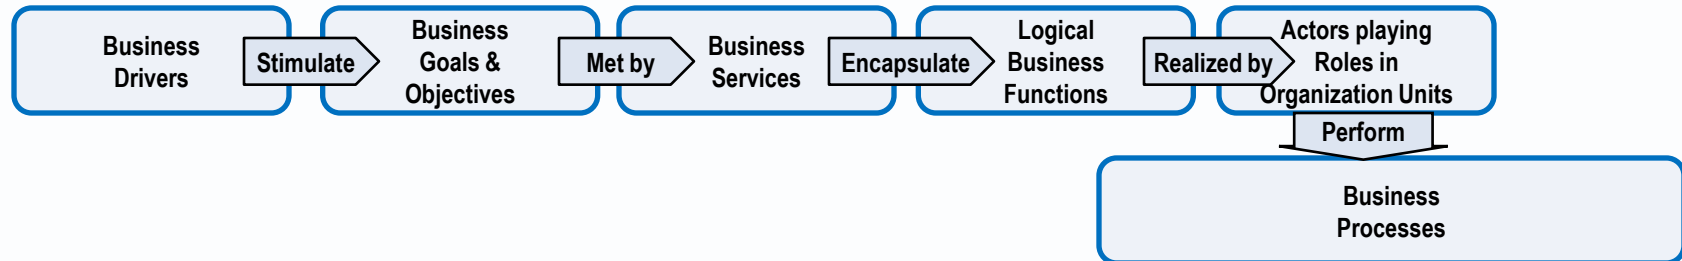 Business
Drivers
Stimulate
Business
Goals &
Objectives
Met by
Business
Services
Encapsulate
Logical
Business
Functions
Realized by
Actors playing
Roles in
Organization Units
Perform
Business
Processes